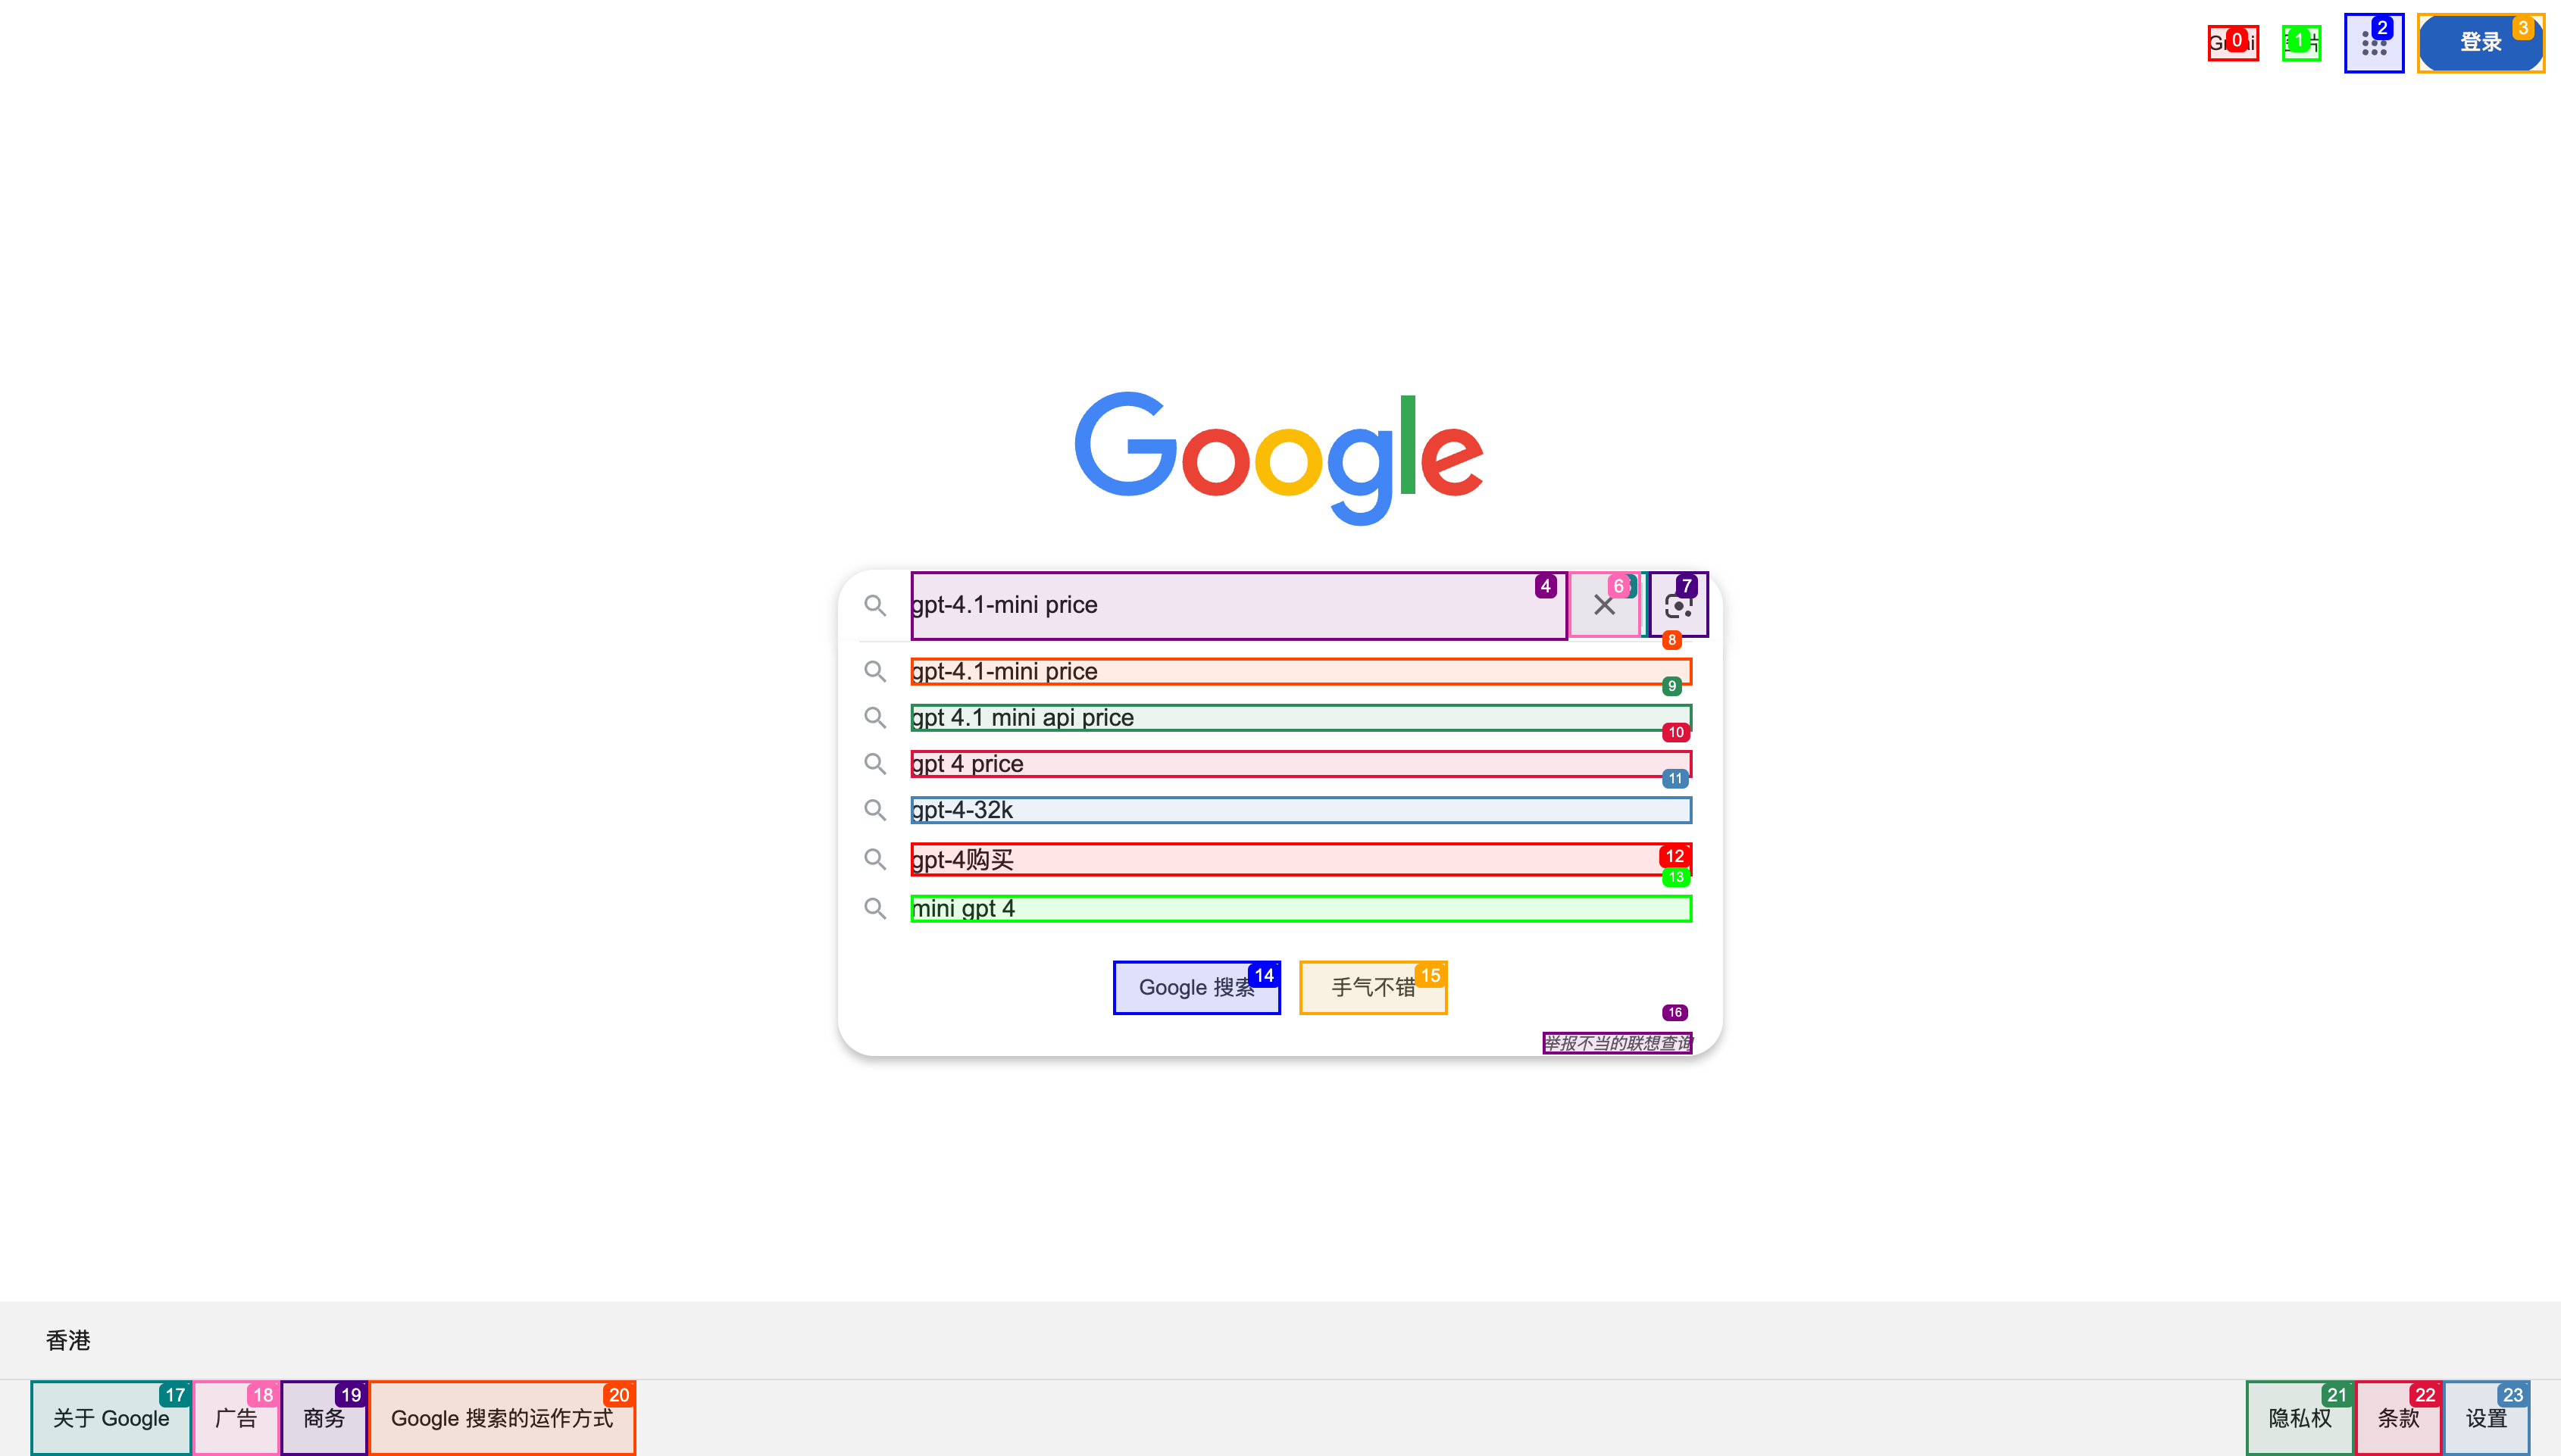 0
1
2
登录 3
Google
gpt-4.1-mini price 4
6
7
8
gpt-4.1-mini price
9
gpt 4.1 mini api price
10
gpt 4 price
11
gpt-4-32k
gpt-4购买 12
13
mini gpt 4
Google 搜索 14
手气不错 15
16
举报不当的联想查询
香港
关于 Google 17
广告 18
商务 19
Google 搜索的运作方式 20
隐私权 21
条款 22
设置 23